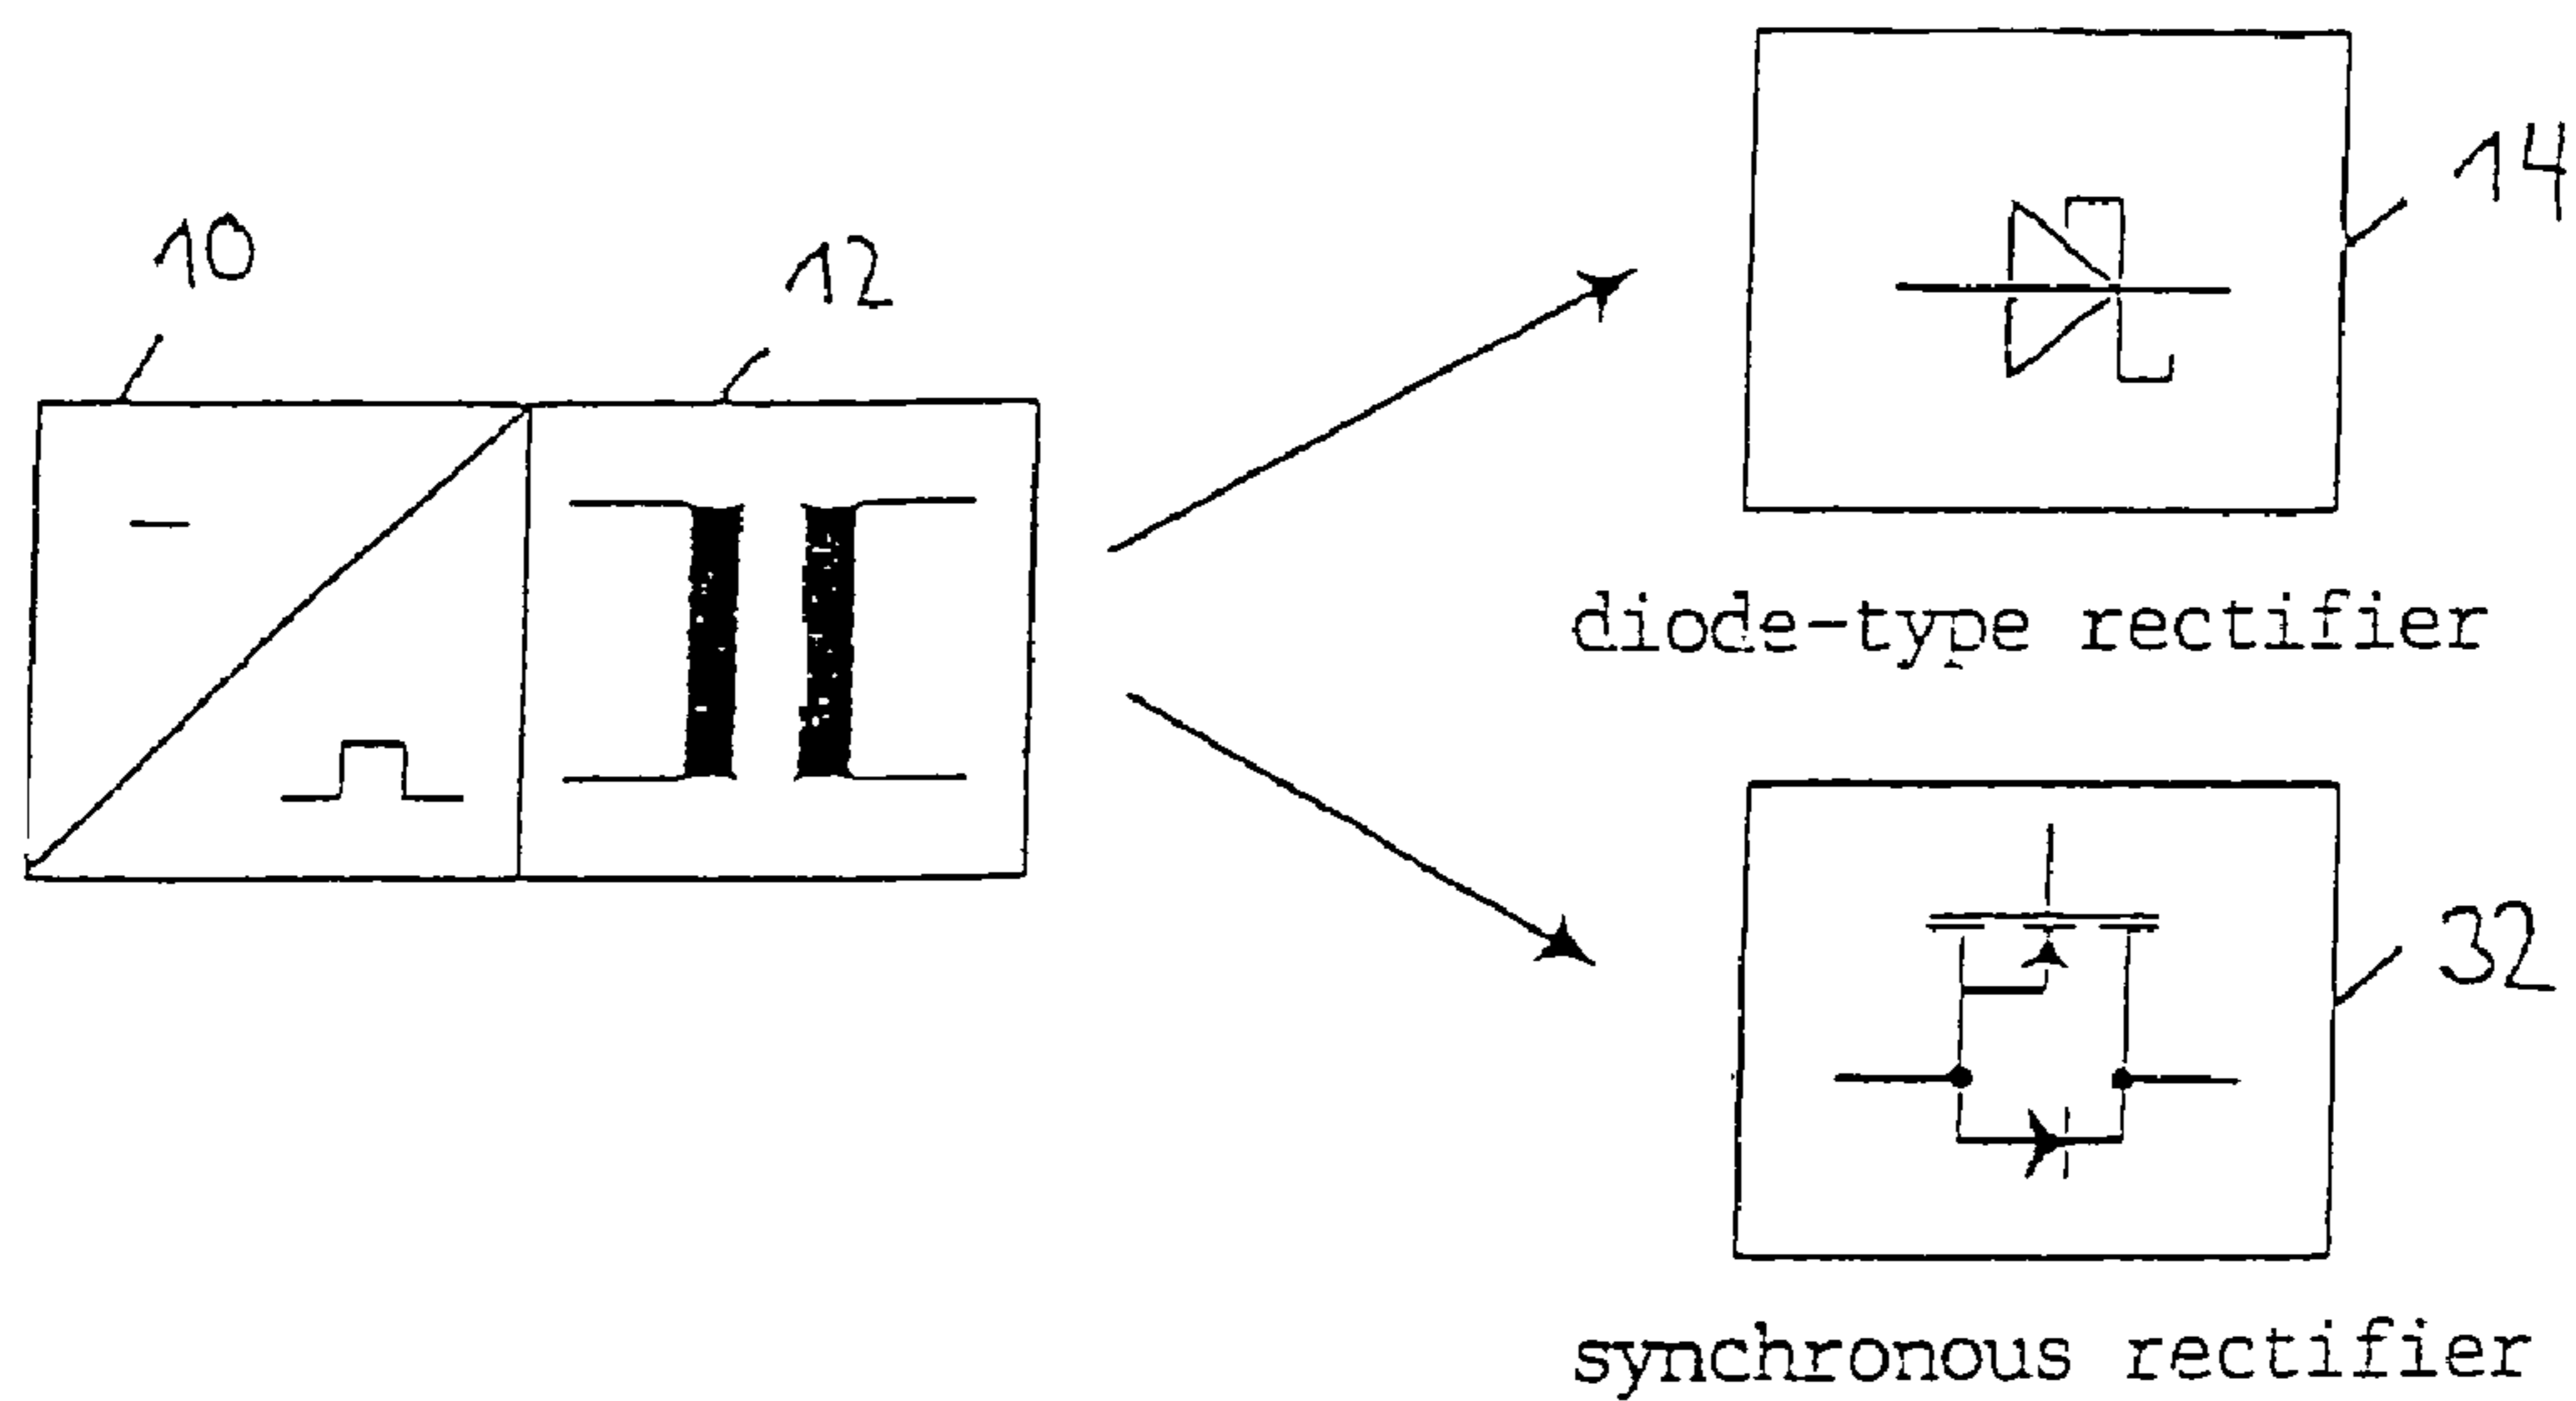 10
12
14
diode-type rectifier
32
synchronous rectifier